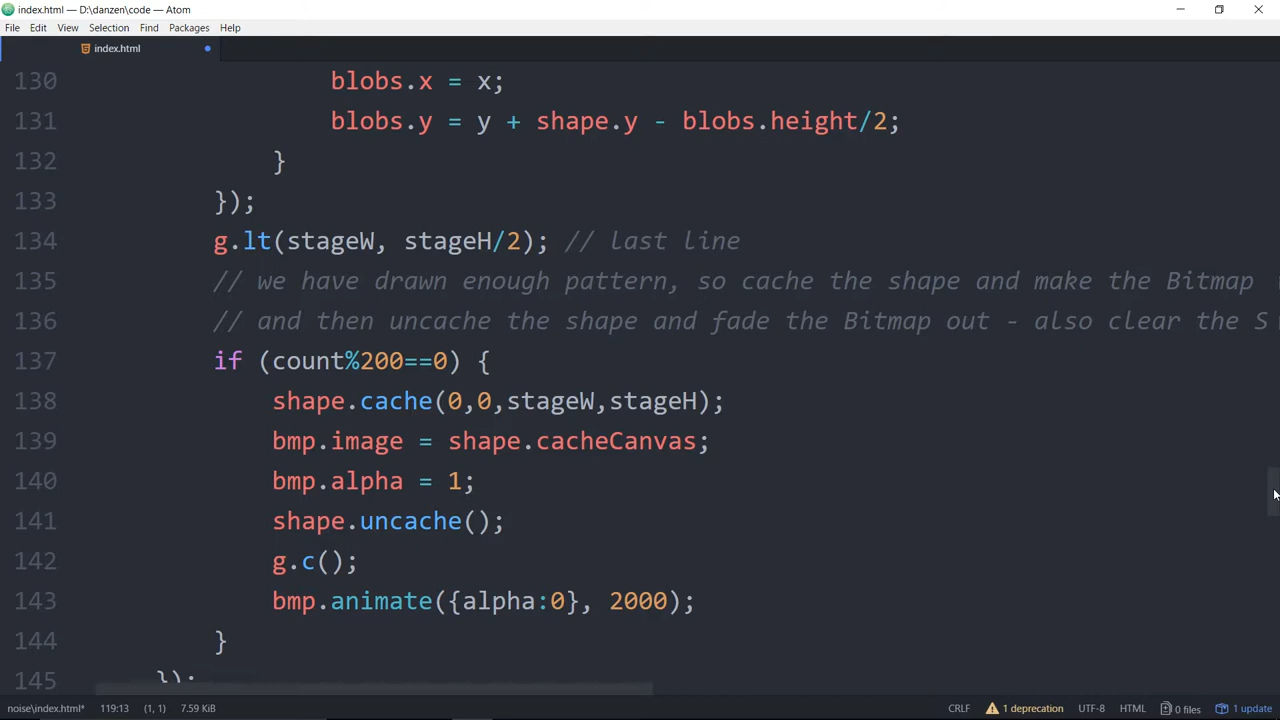 index.html — D:\danzen\code — Atom
File Edit View Selection Find Packages Help
index.html
130 blobs.x = x;
131 blobs.y = y + shape.y - blobs.height/2;
132 }
133 });
134 g.lt(stageW, stageH/2); // last line
135 // we have drawn enough pattern, so cache the shape and make the Bitmap
136 // and then uncache the shape and fade the Bitmap out - also clear the S
137 if (count%200==0) {
138 shape.cache(0,0,stageW,stageH);
139 bmp.image = shape.cacheCanvas;
140 bmp.alpha = 1;
141 shape.uncache();
142 g.c();
143 bmp.animate({alpha:0}, 2000);
144 }
145 });
noise\index.html* 119:13 (1, 1) 7.59 KiB CRLF 1 deprecation UTF-8 HTML 0 files 1 update